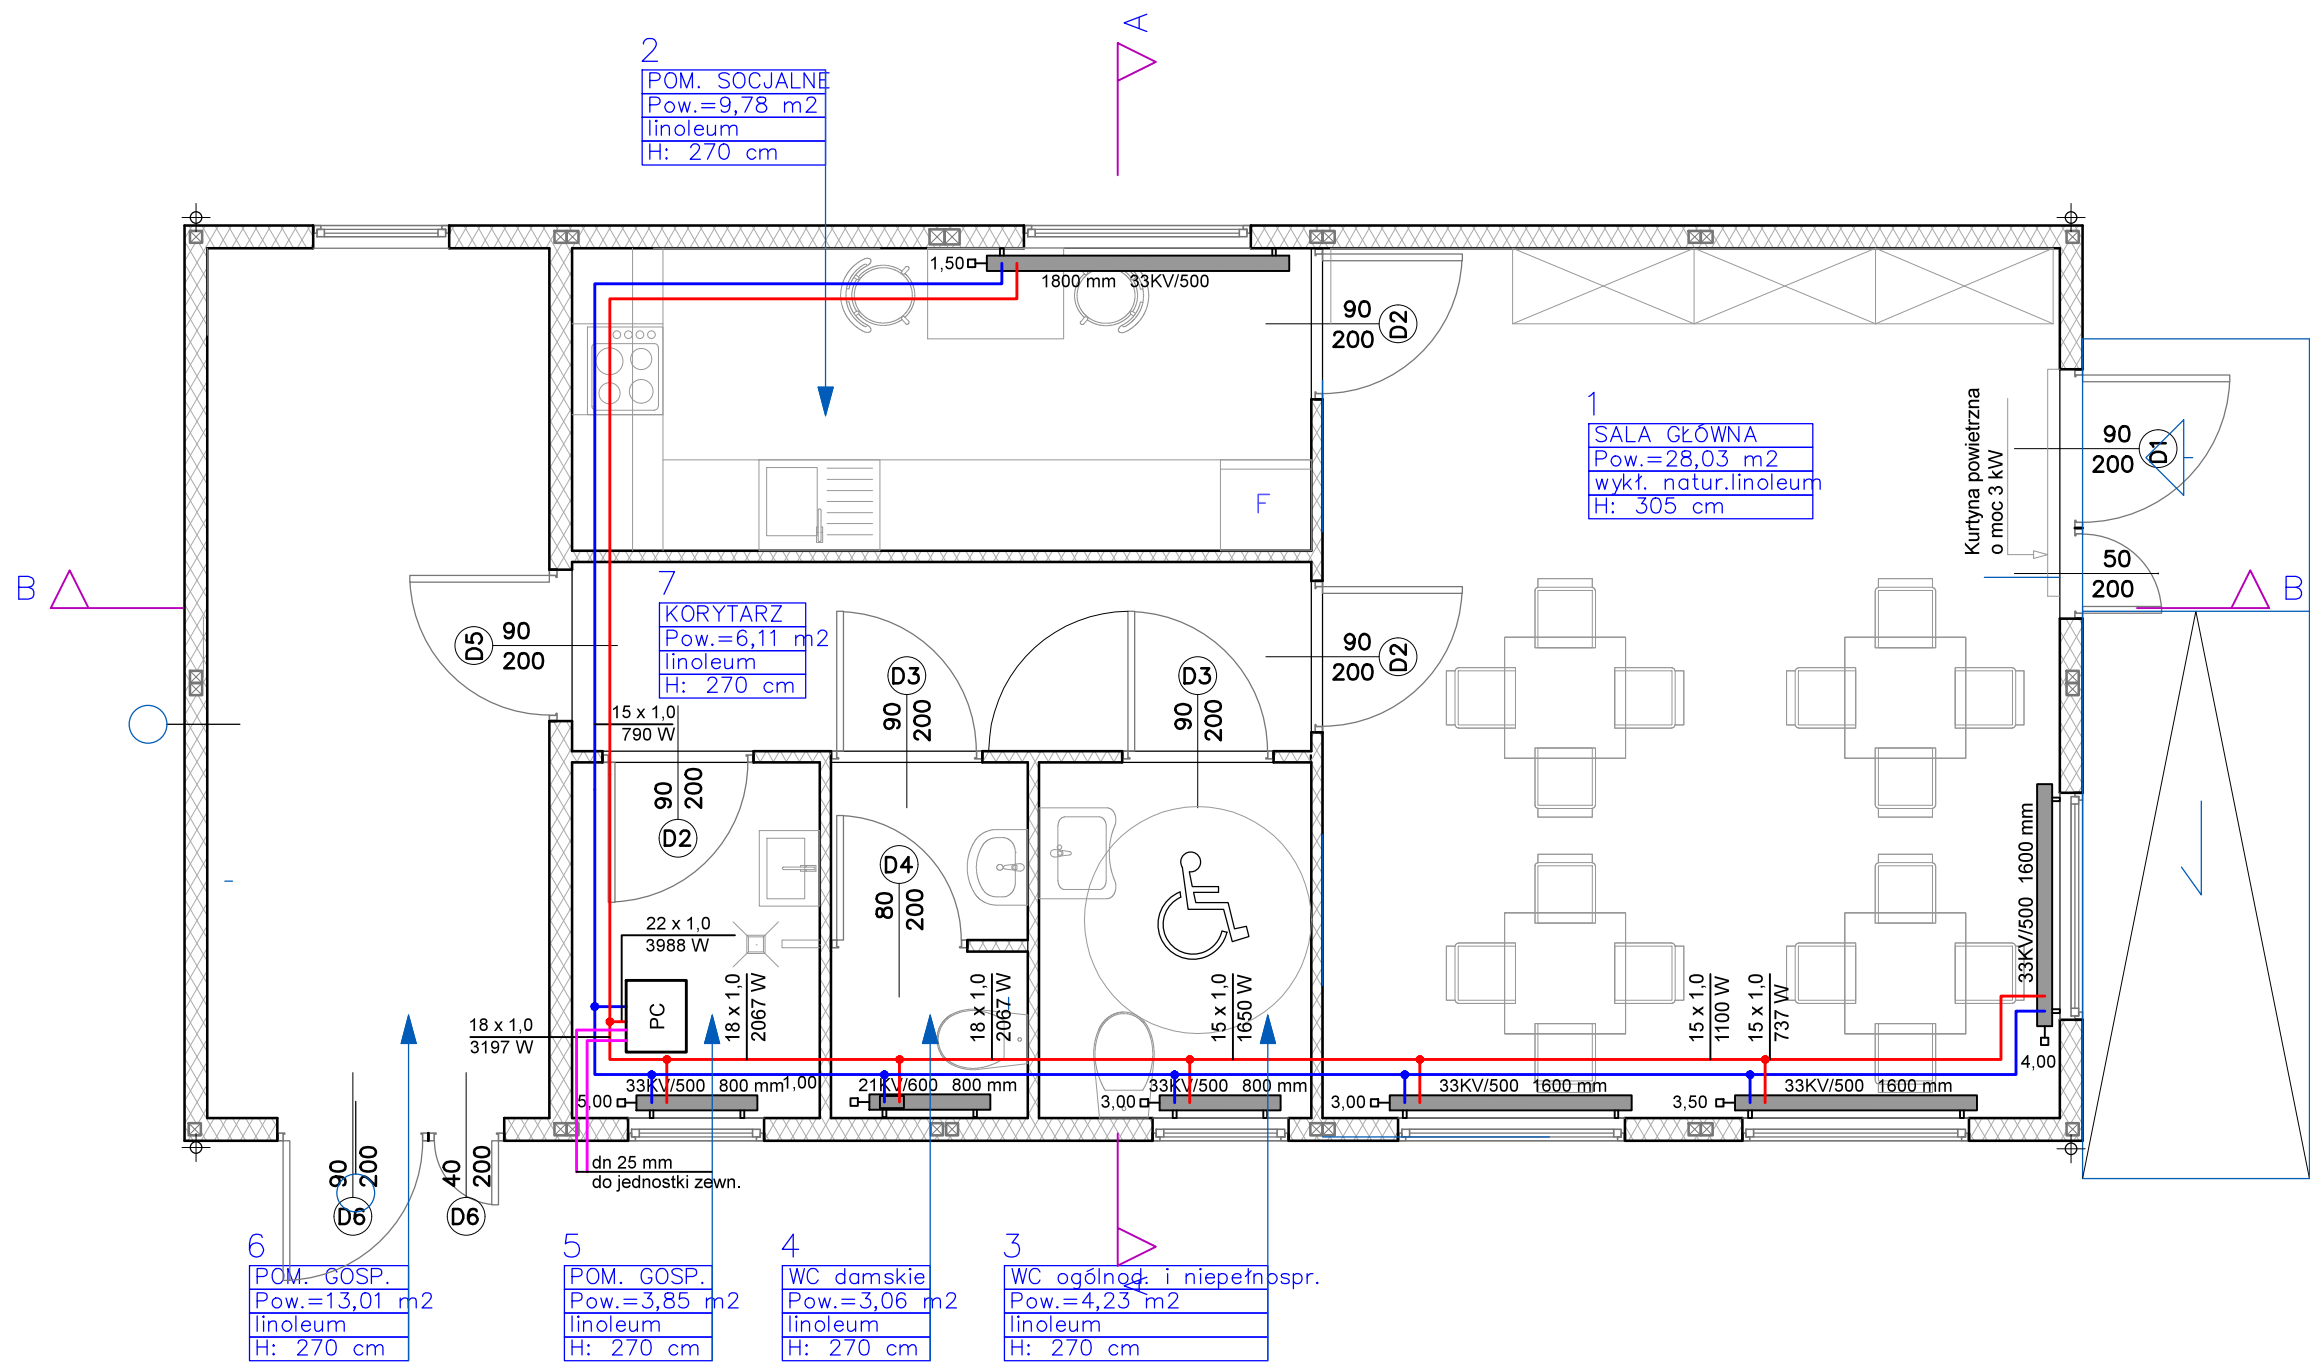 A
2
POM. SOCJALNE
Pow.=9,78 m2
linoleum
H: 270 cm
1,50
1800 mm 33KV/500
90
200
D2
1
SALA GŁÓWNA
Pow.=28,03 m2
wykł. natur.linoleum
H: 305 cm
Kurtyna powietrzna
o moc 3 kW
90
200
D1
50
200
F
B
B
7
KORYTARZ
Pow.=6,11 m2
linoleum
H: 270 cm
D5
90
200
90
200
D2
D3
90
200
D3
90
200
15 x 1,0
790 W
90
200
D2
D4
80
200
22 x 1,0
3988 W
PC
18 x 1,0
3197 W
18 x 1,0
2067 W
18 x 1,0
2067 W
15 x 1,0
1650 W
15 x 1,0
1100 W
15 x 1,0
737 W
33KV/500 1600 mm
4,00
33KV/500 800 mm
5,00
1,00
21KV/600 800 mm
33KV/500 800 mm
3,00
33KV/500 1600 mm
3,00
33KV/500 1600 mm
3,50
dn 25 mm
do jednostki zewn.
90
200
D6
40
200
D6
6
POM. GOSP.
Pow.=13,01 m2
linoleum
H: 270 cm
5
POM. GOSP.
Pow.=3,85 m2
linoleum
H: 270 cm
4
WC damskie
Pow.=3,06 m2
linoleum
H: 270 cm
3
WC ogólnod. i niepełnospr.
Pow.=4,23 m2
linoleum
H: 270 cm
A